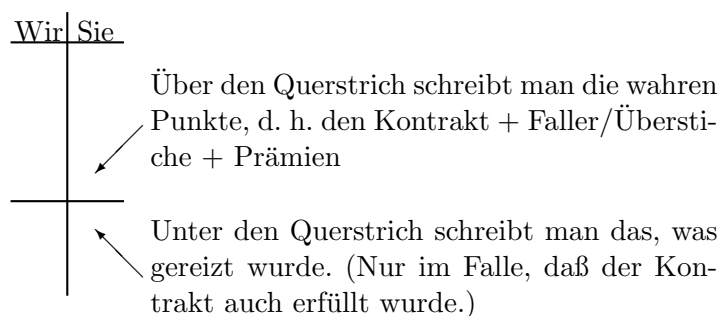 Wir Sie
Über den Querstrich schreibt man die wahren
Punkte, d. h. den Kontrakt + Faller/Übersti-
che + Prämien
Unter den Querstrich schreibt man das, was
gereizt wurde. (Nur im Falle, daß der Kon-
trakt auch erfüllt wurde.)